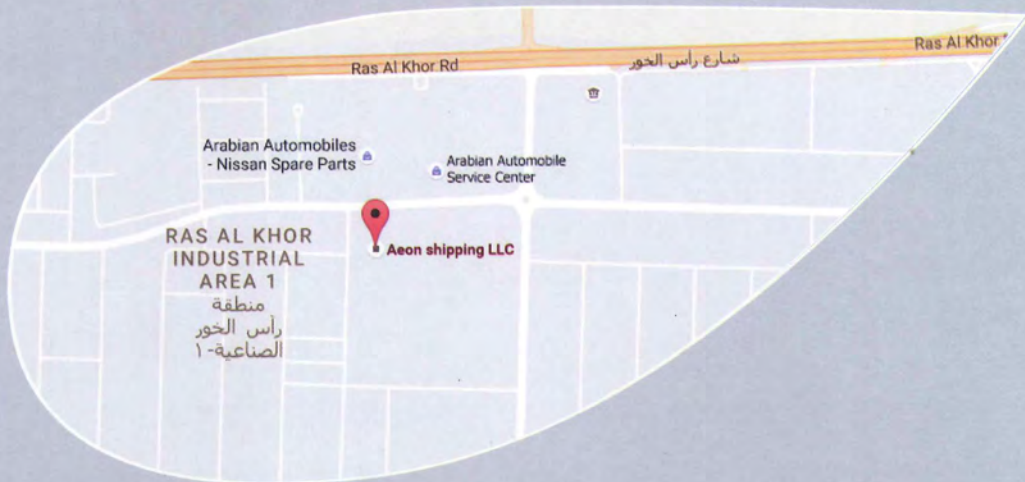 Ras Al Khor
Ras Al Khor Rd
شارع رأس الخور
Arabian Automobiles
- Nissan Spare Parts
Arabian Automobile
Service Center
RAS AL KHOR
INDUSTRIAL
AREA 1
منطقة
رأس الخور
الصناعية-١
Aeon shipping LLC